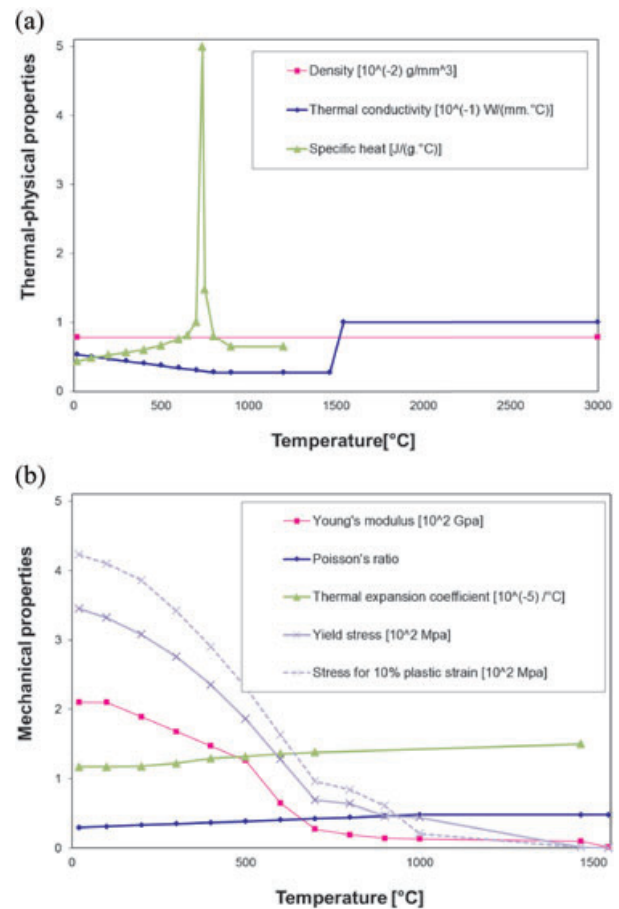 (a)
Thermal-physical properties
5
4
3
2
1
0
Density [10^(-2) g/mm^3]
Thermal conductivity [10^(-1) W/(mm.°C)]
Specific heat [J/(g.°C)]
0 500 1000 1500 2000 2500 3000
Temperature[°C]
(b)
Mechanical properties
5
4
3
2
1
0
Young's modulus [10^2 Gpa]
Poisson's ratio
Thermal expansion coefficient [10^(-5) /°C]
Yield stress [10^2 Mpa]
Stress for 10% plastic strain [10^2 Mpa]
0 500 1000 1500
Temperature [°C]